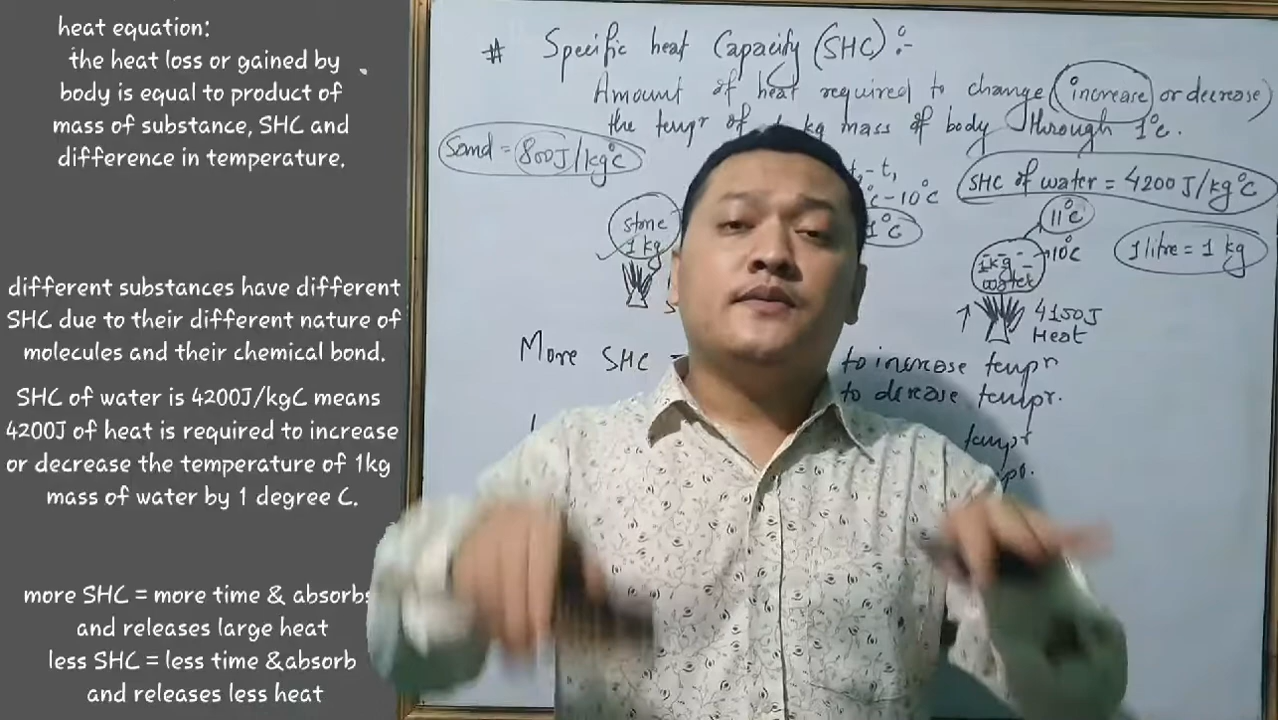 heat equation:
the heat loss or gained by
body is equal to product of
mass of substance, SHC and
difference in temperature.
different substances have different
SHC due to their different nature of
molecules and their chemical bond.
SHC of water is 4200J/kgC means
4200J of heat is required to increase
or decrease the temperature of 1kg
mass of water by 1 degree C.
more SHC = more time & absorbs
and releases large heat
less SHC = less time &absorb
and releases less heat
# Specific heat Capacity (SHC):-
Amount of heat required to change (increase or decrease)
the tempr of 1 kg mass of body through 1°c.
Sand = 800J/kg°C
t₂-t,
°C-10°C
1°C
SHC of water = 4200J/kg°C
stone
1 kg
11°C
10°C
1kg
water
1 litre = 1 kg
4150J
Heat
More SHC =
to increase tempr
to decrease tempr.
tempr